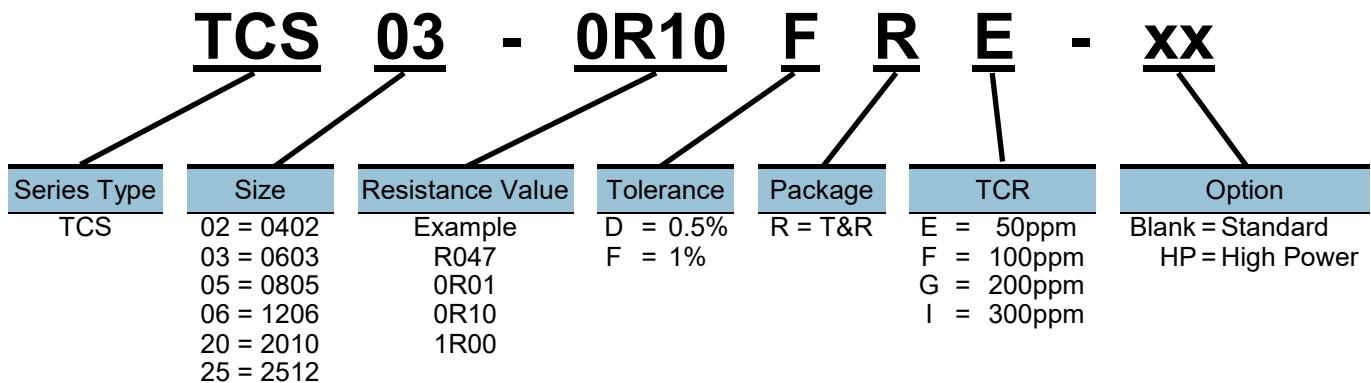 TCS 03 - 0R10 F R E - xx
Series Type Size Resistance Value Tolerance Package TCR Option
TCS 02 = 0402 Example D = 0.5% R = T&R E = 50ppm Blank = Standard
03 = 0603 R047 F = 1% F = 100ppm HP = High Power
05 = 0805 0R01 G = 200ppm
06 = 1206 0R10 I = 300ppm
20 = 2010 1R00
25 = 2512